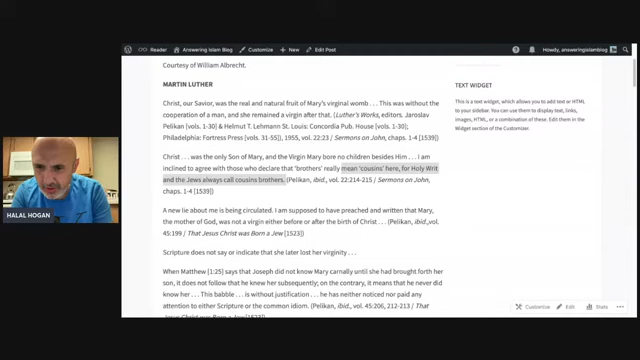 Reader Answering Islam Blog Customize New Edit Post Howdy, answeringislamblog
Courtesy of William Albrecht.
TEXT WIDGET
MARTIN LUTHER
This is a text widget, which allows you to add text or HTML to
your sidebar. You can use them to display text, links,
images, HTML, or a combination of these. Edit them in the
Widget section of the Customizer.
Christ, our Savior, was the real and natural fruit of Mary's virginal womb . . . This was without the
cooperation of a man, and she remained a virgin after that. (Luther's Works, editors. Jaroslav
Pelikan (vols. 1-30) & Helmut T. Lehmann St. Louis: Concordia Pub. House [vols. 1-30];
Philadelphia: Fortress Press [vols. 31-55]), 1955, vol. 22:23 / Sermons on John, chaps. 1-4 [1539])
Christ . . . was the only Son of Mary, and the Virgin Mary bore no children besides Him . . . I am
inclined to agree with those who declare that 'brothers' really mean 'cousins' here, for Holy Writ
and the Jews always call cousins brothers. (Pelikan, ibid., vol. 22:214-215 / Sermons on John,
chaps. 1-4 [1539])
A new lie about me is being circulated. I am supposed to have preached and written that Mary,
the mother of God, was not a virgin either before or after the birth of Christ . . . (Pelikan, ibid.,vol.
45:199 / That Jesus Christ was Born a Jew [1523])
Scripture does not say or indicate that she later lost her virginity . . .
When Matthew [1:25] says that Joseph did not know Mary carnally until she had brought forth her
son, it does not follow that he knew her subsequently; on the contrary, it means that he never did
know her . . . This babble . . . is without justification . . . he has neither noticed nor paid any
attention to either Scripture or the common idiom. (Pelikan, ibid., vol. 45:206, 212-213 / That
Jesus Christ was Born a Jew [1523])
Customize Edit Stats
HALAL HOGAN